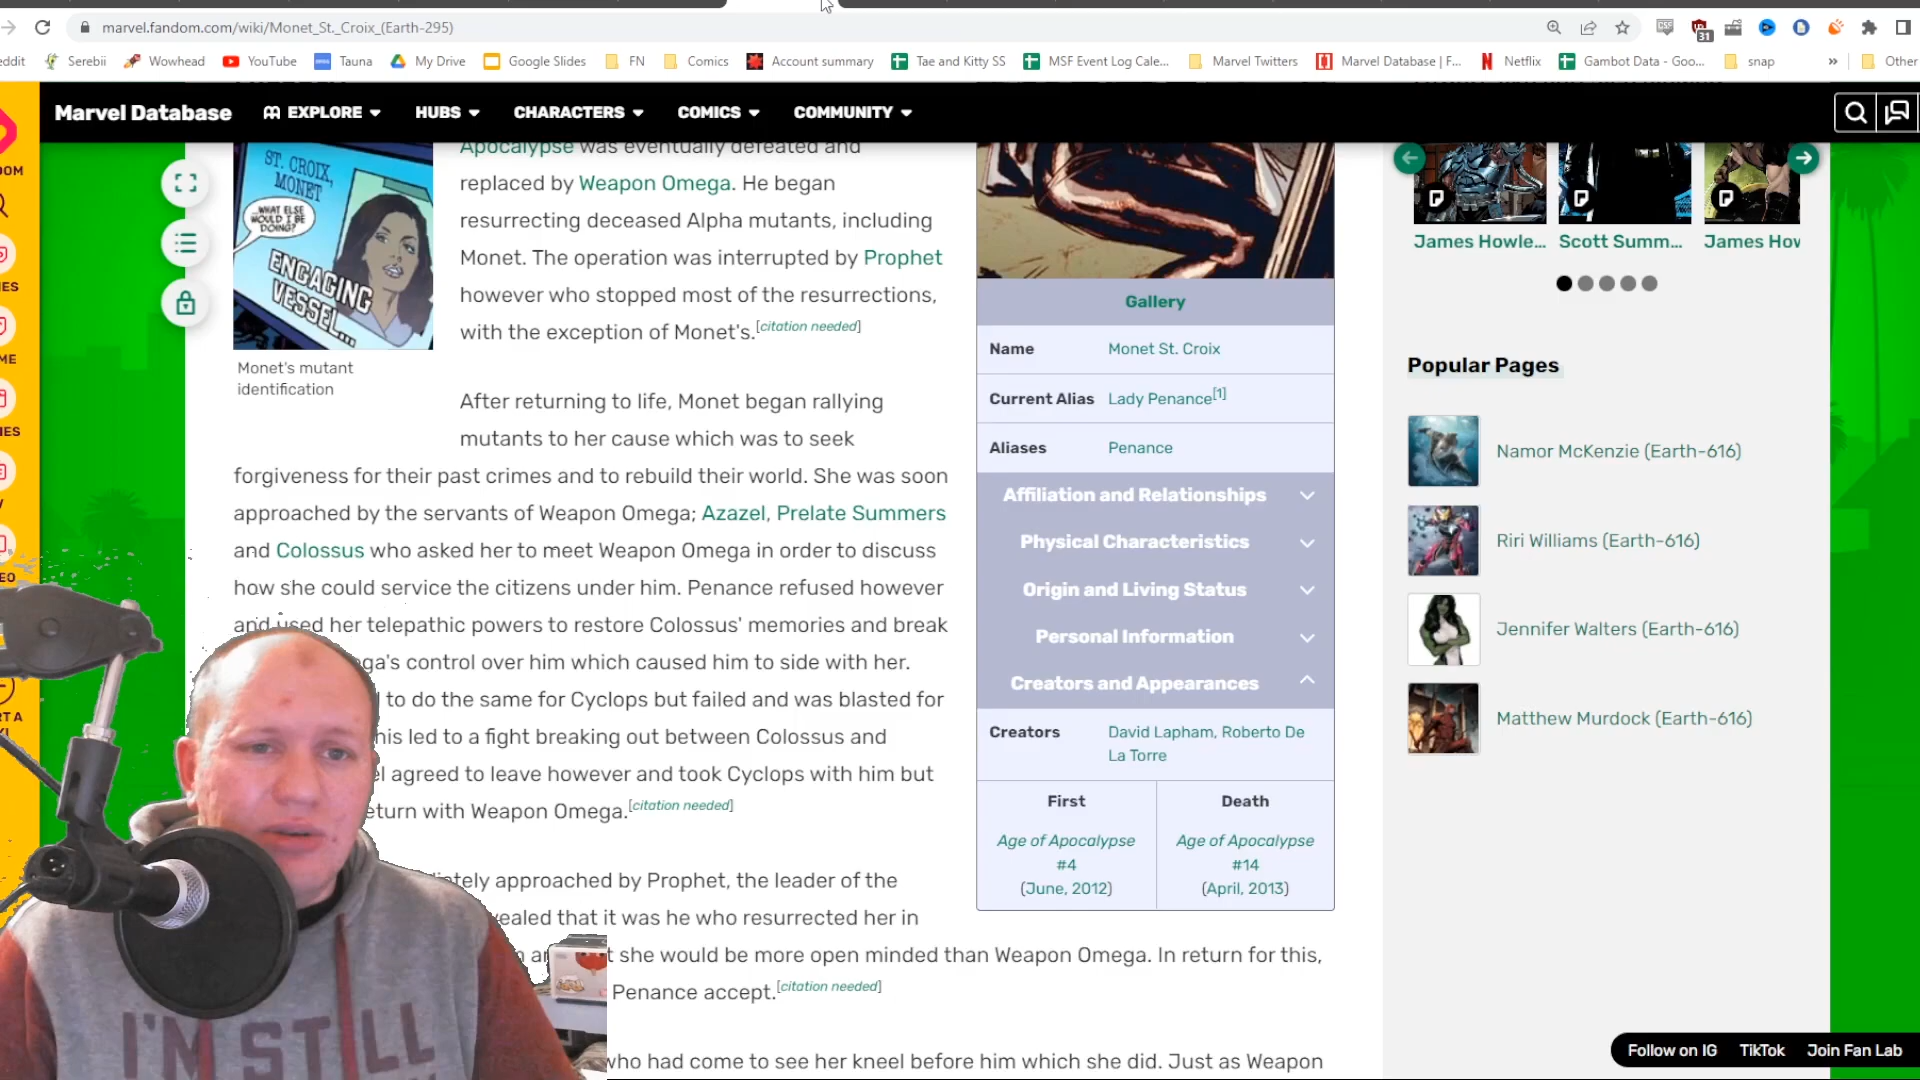 marvel.fandom.com/wiki/Monet_St._Croix_(Earth-295)
31
eddit Serebii Wowhead YouTube Tauna My Drive Google Slides FN Comics Account summary Tae and Kitty SS MSF Event Log Cale... Marvel Twitters Marvel Database | F... Netflix Gambot Data - Goo... snap » Other
Marvel Database EXPLORE HUBS CHARACTERS COMICS COMMUNITY
ST. CROIX,
MONET
...WHAT ELSE
WOULD I BE
DOING?
ENGAGING
VESSEL...
Monet's mutant
identification
Apocalypse was eventually defeated and
replaced by Weapon Omega. He began
resurrecting deceased Alpha mutants, including
Monet. The operation was interrupted by Prophet
however who stopped most of the resurrections,
with the exception of Monet's.[citation needed]
After returning to life, Monet began rallying
mutants to her cause which was to seek
forgiveness for their past crimes and to rebuild their world. She was soon
approached by the servants of Weapon Omega; Azazel, Prelate Summers
and Colossus who asked her to meet Weapon Omega in order to discuss
how she could service the citizens under him. Penance refused however
and used her telepathic powers to restore Colossus' memories and break
ga's control over him which caused him to side with her.
to do the same for Cyclops but failed and was blasted for
his led to a fight breaking out between Colossus and
el agreed to leave however and took Cyclops with him but
eturn with Weapon Omega.[citation needed]
iately approached by Prophet, the leader of the
vealed that it was he who resurrected her in
t she would be more open minded than Weapon Omega. In return for this,
Penance accept.[citation needed]
who had come to see her kneel before him which she did. Just as Weapon
Gallery
Name Monet St. Croix
Current Alias Lady Penance[1]
Aliases Penance
Affiliation and Relationships
Physical Characteristics
Origin and Living Status
Personal Information
Creators and Appearances
Creators David Lapham, Roberto De
La Torre
First Death
Age of Apocalypse Age of Apocalypse
#4 #14
(June, 2012) (April, 2013)
James Howle... Scott Summ... James How
Popular Pages
Namor McKenzie (Earth-616)
Riri Williams (Earth-616)
Jennifer Walters (Earth-616)
Matthew Murdock (Earth-616)
Follow on IG TikTok Join Fan Lab
I'M STILL